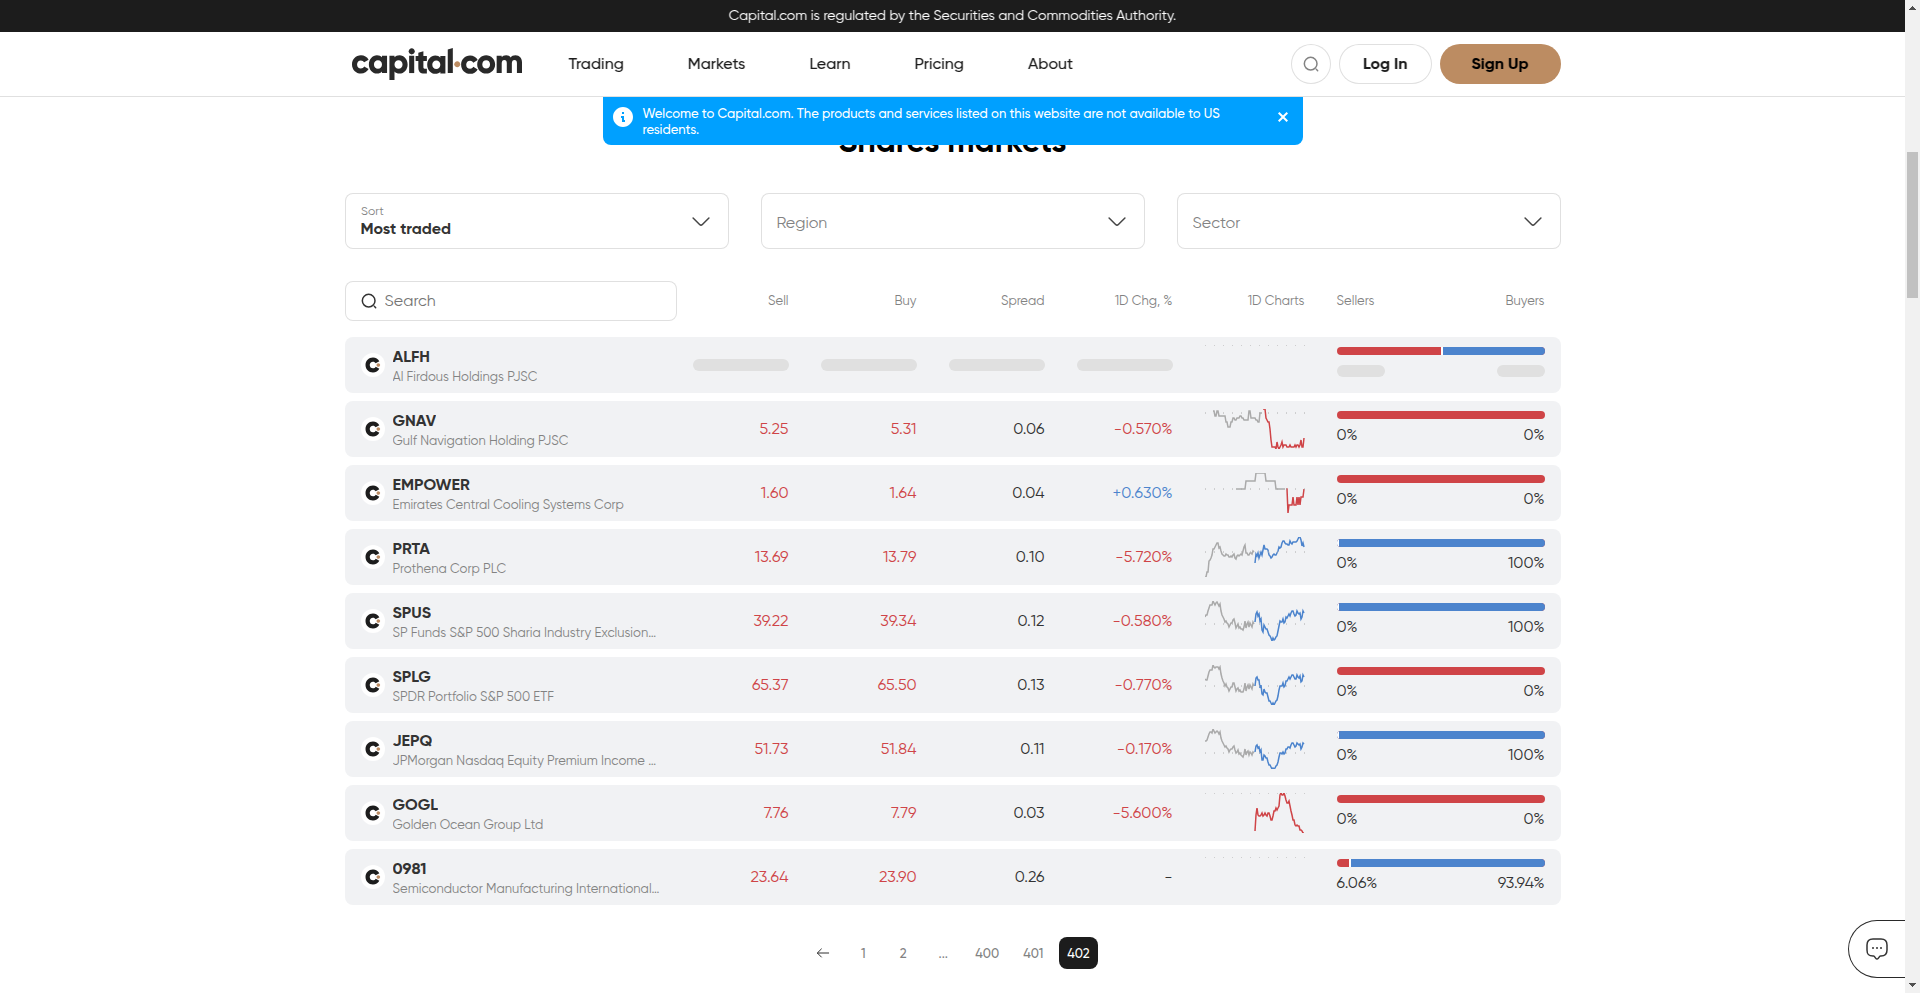 Capital.com is regulated by the Securities and Commodities Authority.
capital.com
Trading
Markets
Learn
Pricing
About
Log In
Sign Up
Welcome to Capital.com. The products and services listed on this website are not available to US
residents.
Shares markets
Sort
Most traded
Region
Sector
Search
Sell
Buy
Spread
1D Chg, %
1D Charts
Sellers
Buyers
ALFH
Al Firdous Holdings PJSC
GNAV
Gulf Navigation Holding PJSC
5.25
5.31
0.06
-0.570%
0%
0%
EMPOWER
Emirates Central Cooling Systems Corp
1.60
1.64
0.04
+0.630%
0%
0%
PRTA
Prothena Corp PLC
13.69
13.79
0.10
-5.720%
0%
100%
SPUS
SP Funds S&P 500 Sharia Industry Exclusion...
39.22
39.34
0.12
-0.580%
0%
100%
SPLG
SPDR Portfolio S&P 500 ETF
65.37
65.50
0.13
-0.770%
0%
0%
JEPQ
JPMorgan Nasdaq Equity Premium Income ...
51.73
51.84
0.11
-0.170%
0%
100%
GOGL
Golden Ocean Group Ltd
7.76
7.79
0.03
-5.600%
0%
0%
0981
Semiconductor Manufacturing International...
23.64
23.90
0.26
-
6.06%
93.94%
1
2
...
400
401
402